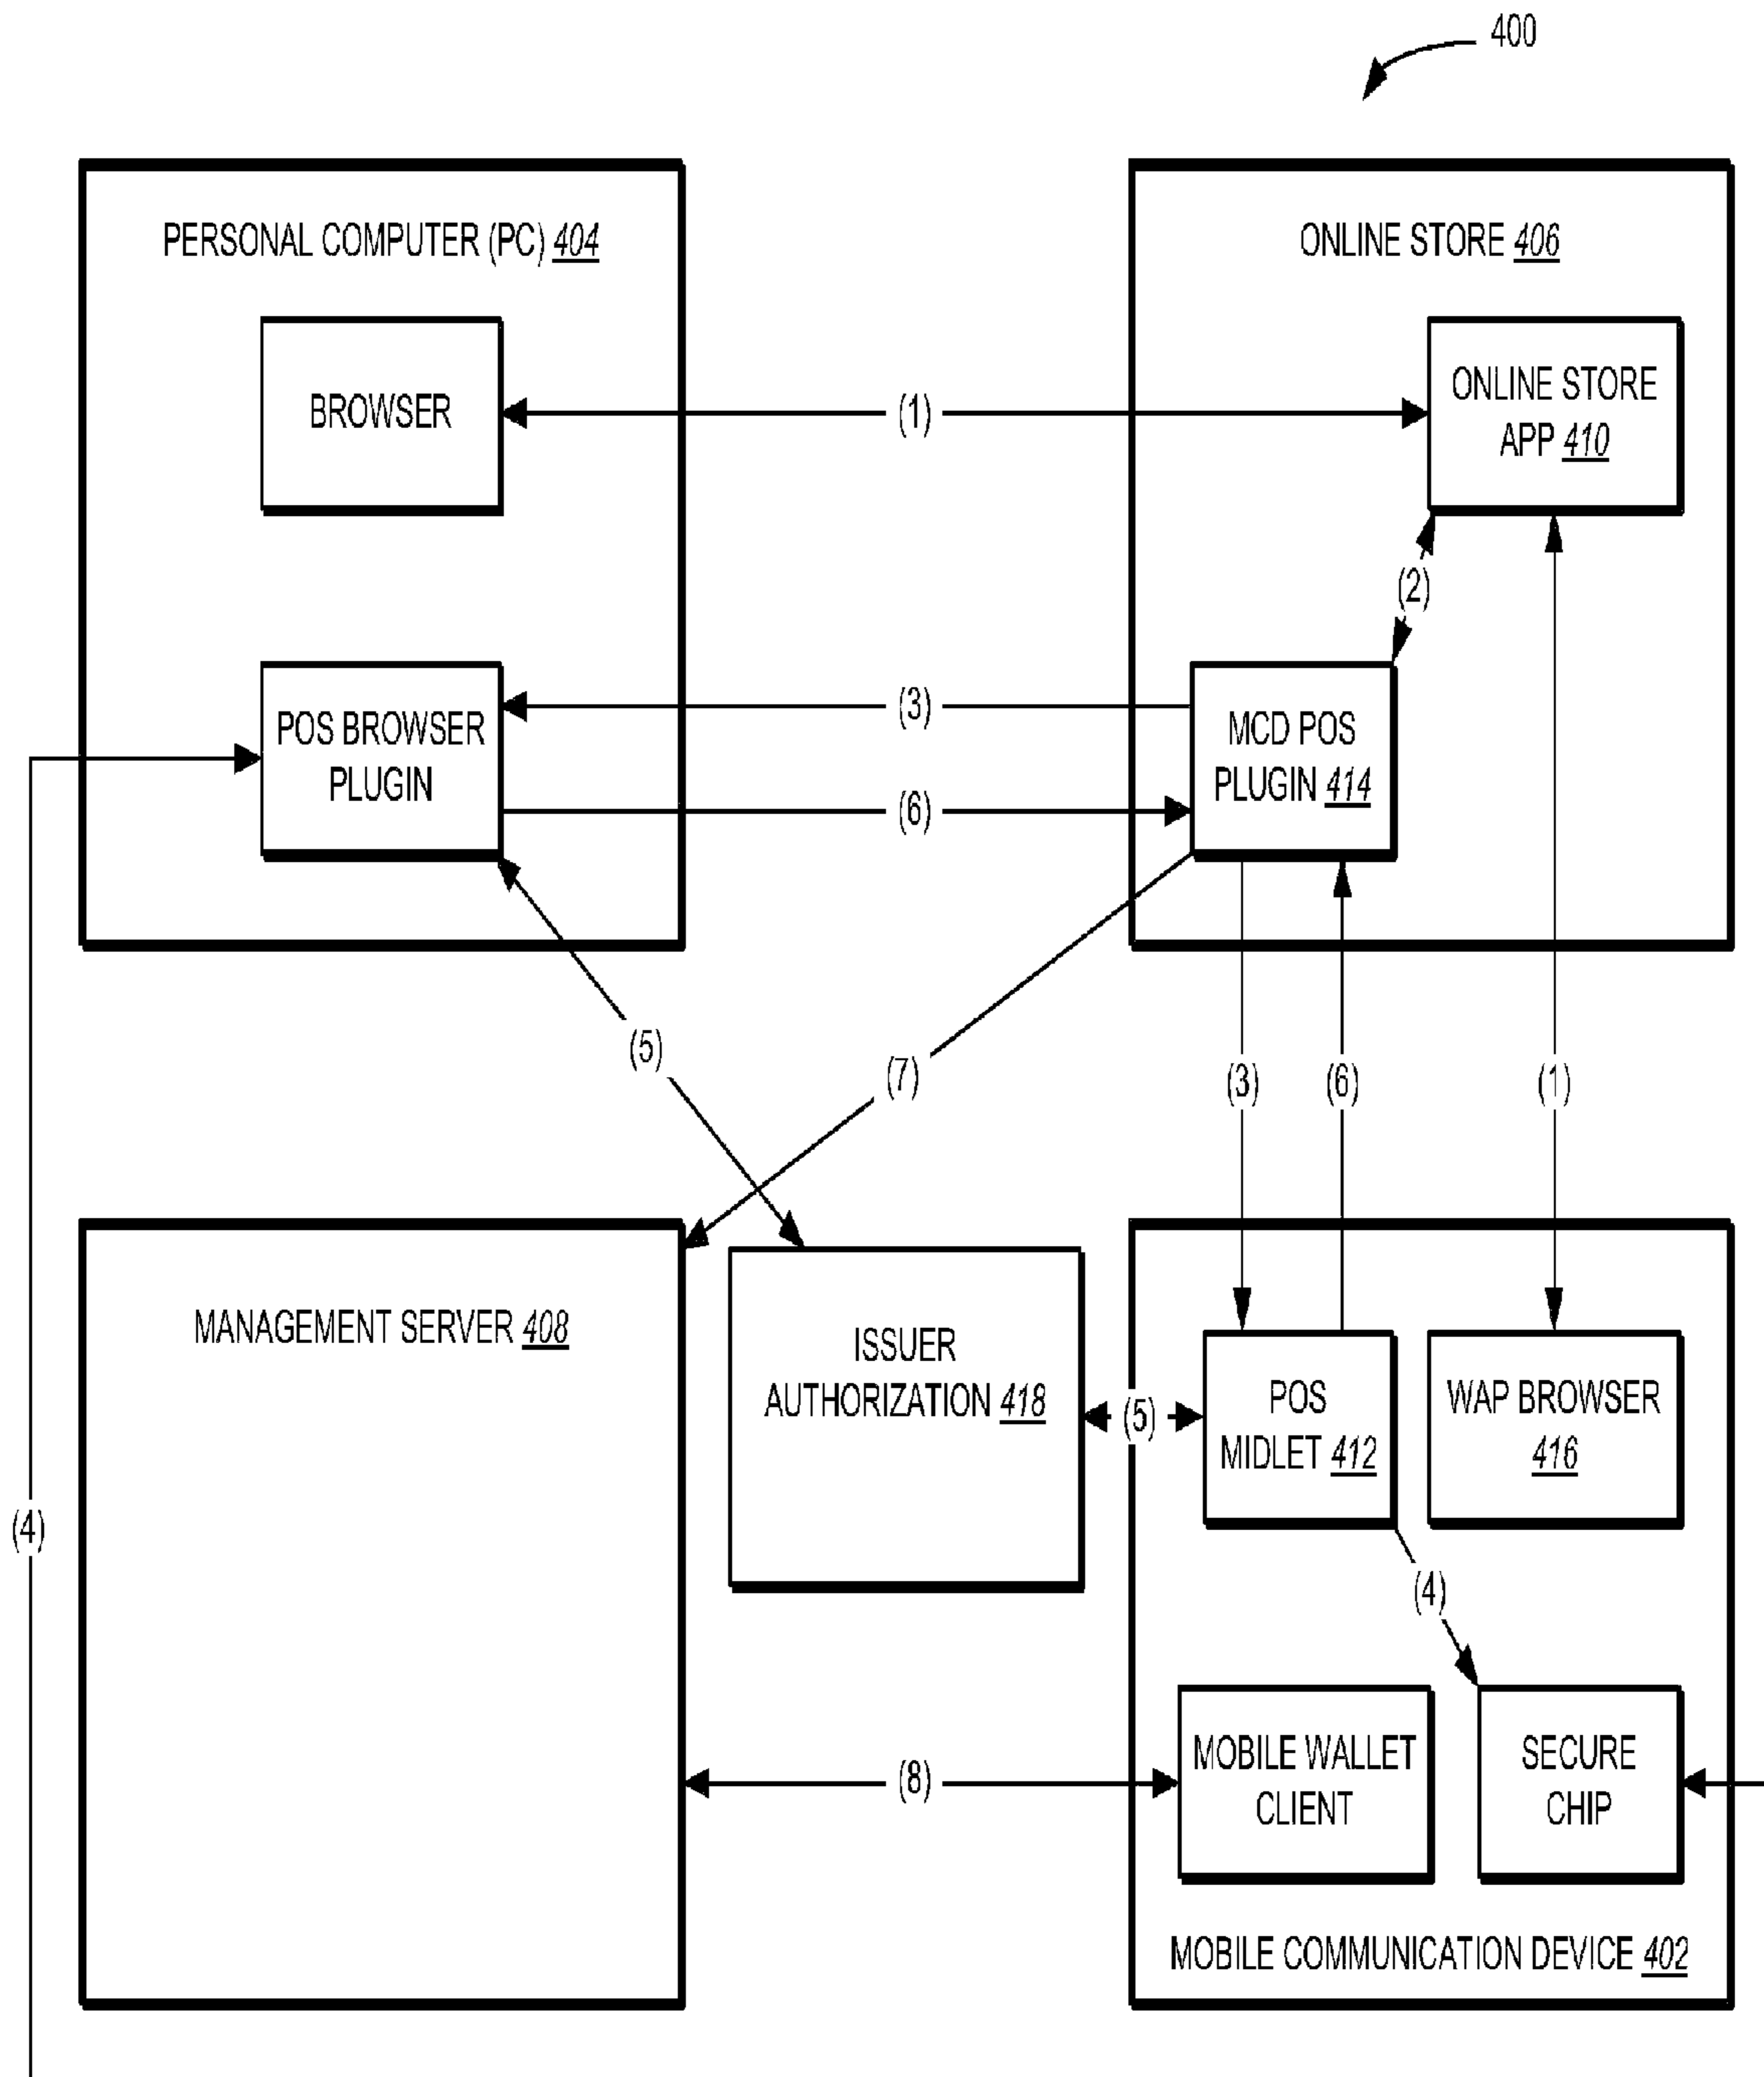 400
PERSONAL COMPUTER (PC) 404
ONLINE STORE 406
BROWSER
(1)
ONLINE STORE
APP 410
(2)
POS BROWSER
PLUGIN
(3)
(6)
MCD POS
PLUGIN 414
(5)
(7)
(3)
(6)
(1)
MANAGEMENT SERVER 408
ISSUER
AUTHORIZATION 418
(5)
POS
MIDLET 412
WAP BROWSER
416
(4)
(4)
(8)
MOBILE WALLET
CLIENT
SECURE
CHIP
MOBILE COMMUNICATION DEVICE 402